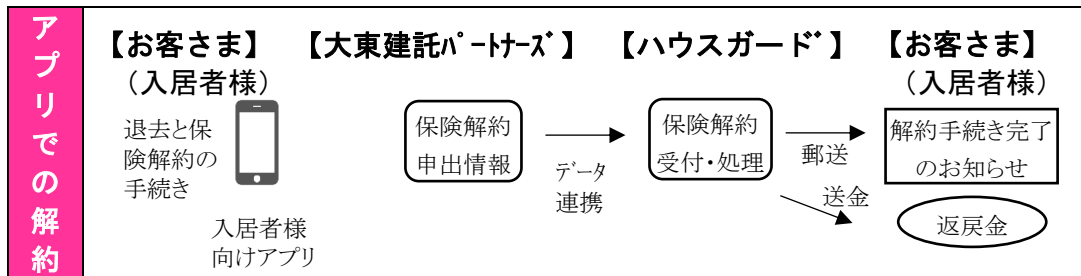 アプリでの解約
【お客さま】
（入居者様）
退去と保
険解約の
手続き
入居者様
向けアプリ
【大東建託ﾊﾟｰﾄﾅｰｽﾞ】
保険解約
申出情報
ﾃﾞｰﾀ
連携
【ハウスガード】
保険解約
受付・処理
郵送
送金
【お客さま】
（入居者様）
解約手続き完了
のお知らせ
返戻金